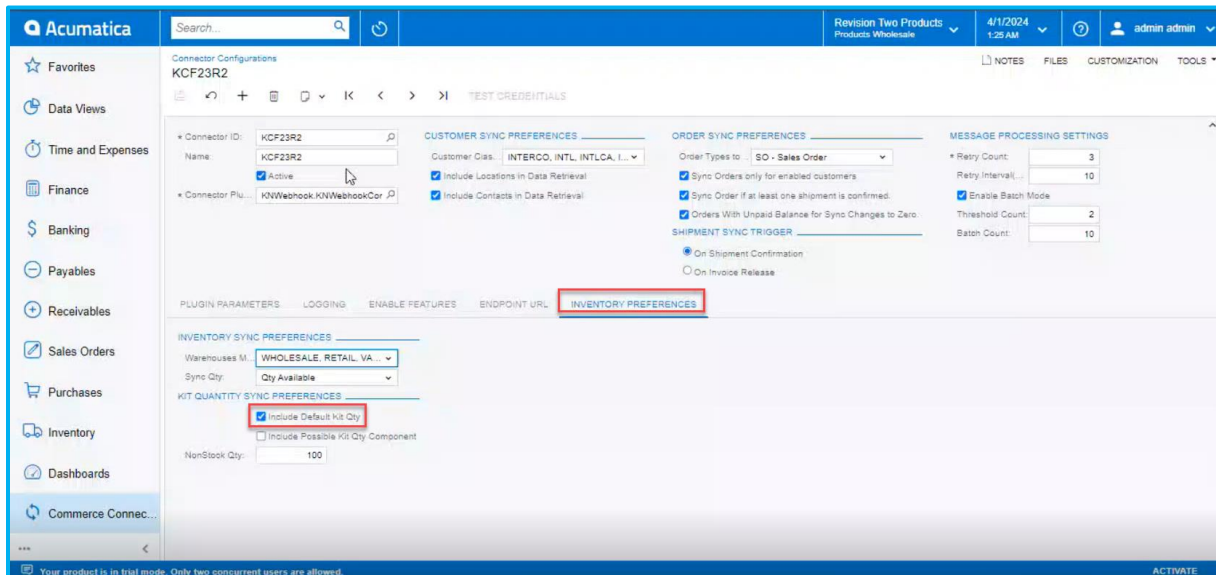 Acumatica
Search...
Revision Two Products
Products Wholesale
4/1/2024
1:25 AM
admin admin
Favorites
Data Views
Time and Expenses
Finance
Banking
Payables
Receivables
Sales Orders
Purchases
Inventory
Dashboards
Commerce Connec...
Connector Configurations
KCF23R2
NOTES FILES CUSTOMIZATION TOOLS
TEST CREDENTIALS
* Connector ID: KCF23R2
Name: KCF23R2
Active
* Connector Plu... KNWebhook.KNWebhookCor
CUSTOMER SYNC PREFERENCES
Customer Clas... INTERCO, INTL, INTLCA, I...
Include Locations in Data Retrieval
Include Contacts in Data Retrieval
ORDER SYNC PREFERENCES
Order Types to ... SO - Sales Order
Sync Orders only for enabled customers
Sync Order if at least one shipment is confirmed.
Orders With Unpaid Balance for Sync Changes to Zero.
SHIPMENT SYNC TRIGGER
On Shipment Confirmation
On Invoice Release
MESSAGE PROCESSING SETTINGS
* Retry Count: 3
Retry Interval(... 10
Enable Batch Mode
Threshold Count: 2
Batch Count: 10
PLUGIN PARAMETERS LOGGING ENABLE FEATURES ENDPOINT URL INVENTORY PREFERENCES
INVENTORY SYNC PREFERENCES
Warehouses M... WHOLESALE, RETAIL, VA ...
Sync Qty: Qty Available
KIT QUANTITY SYNC PREFERENCES
Include Default Kit Qty
Include Possible Kit Qty Component
NonStock Qty: 100
Your product is in trial mode. Only two concurrent users are allowed.
ACTIVATE